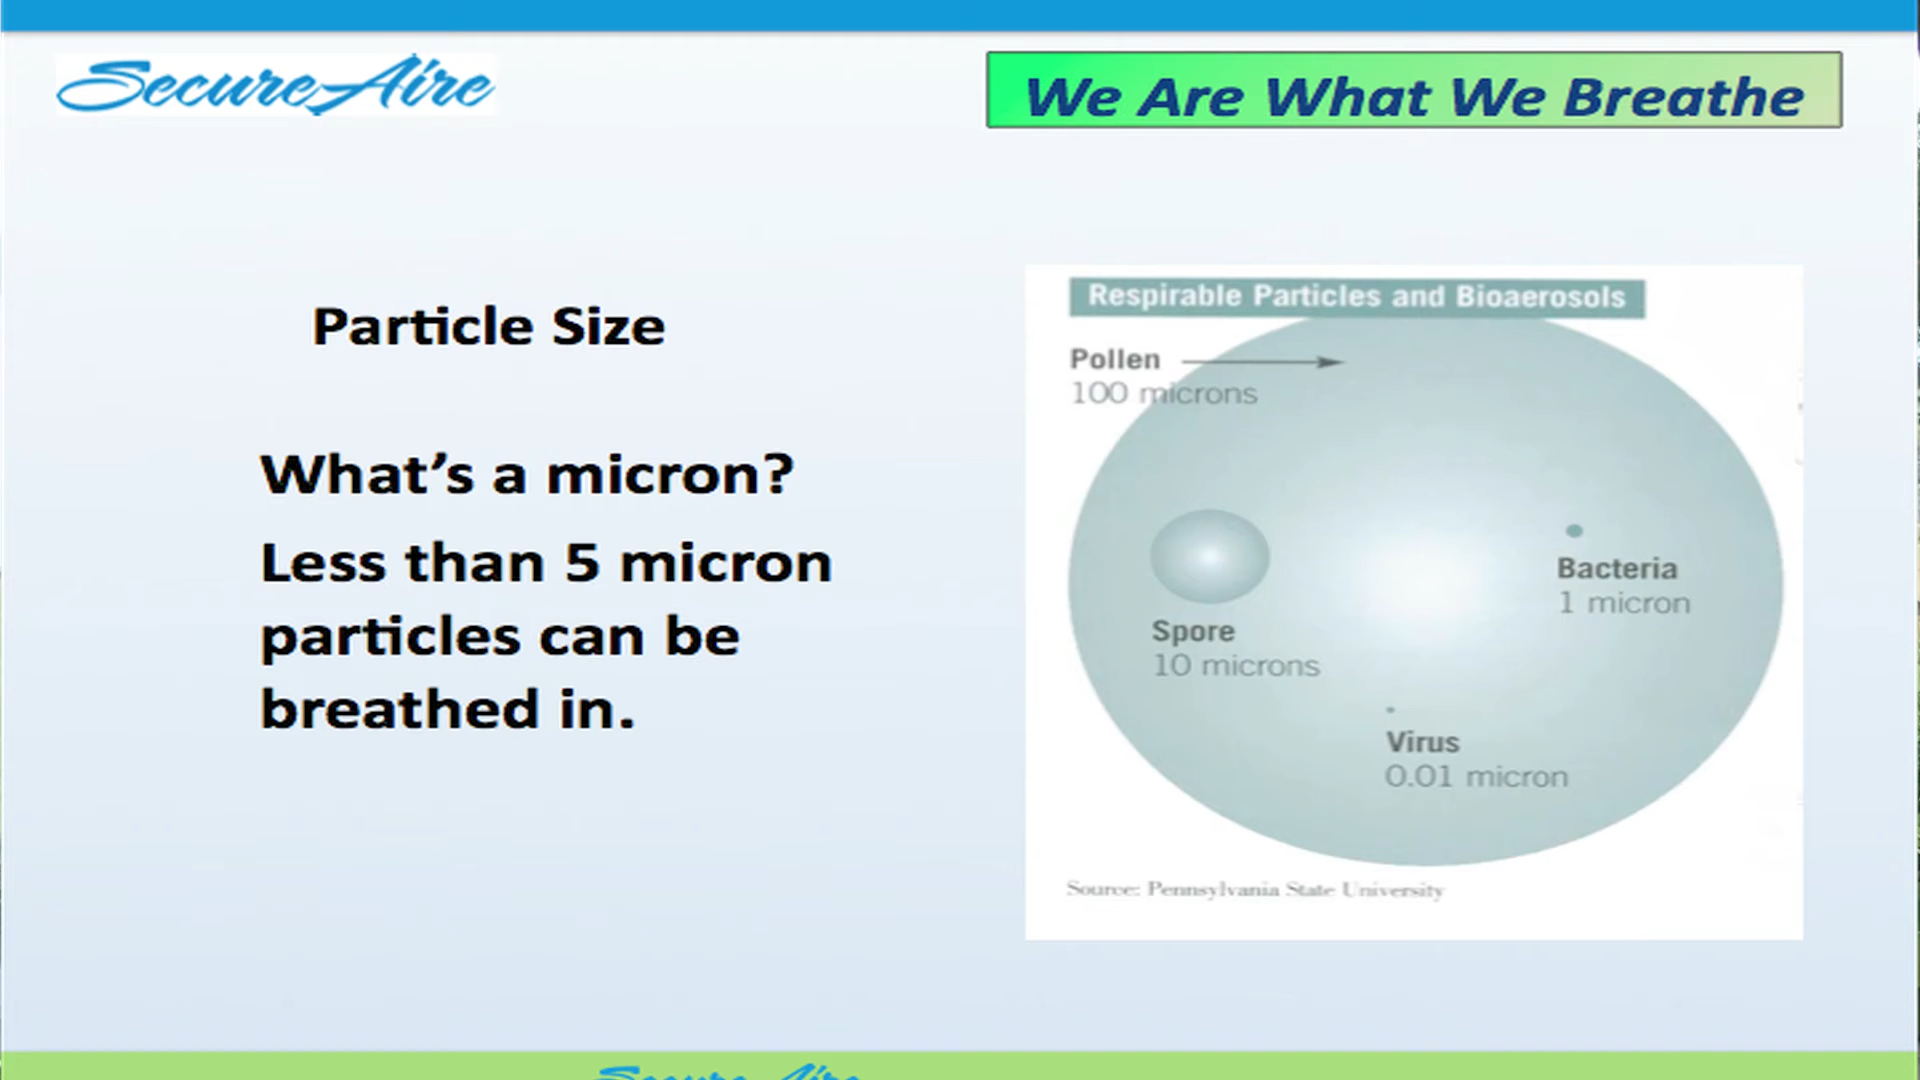 SecureAire
We Are What We Breathe
Particle Size
What's a micron?
Less than 5 micron
particles can be
breathed in.
Respirable Particles and Bioaerosols
Pollen
100 microns
Bacteria
1 micron
Spore
10 microns
Virus
0.01 micron
Source: Pennsylvania State University
Secure Aire